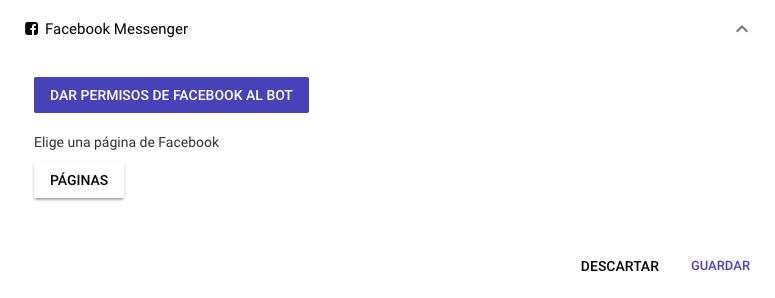 Facebook Messenger
DAR PERMISOS DE FACEBOOK AL BOT
Elige una página de Facebook
PÁGINAS
DESCARTAR GUARDAR